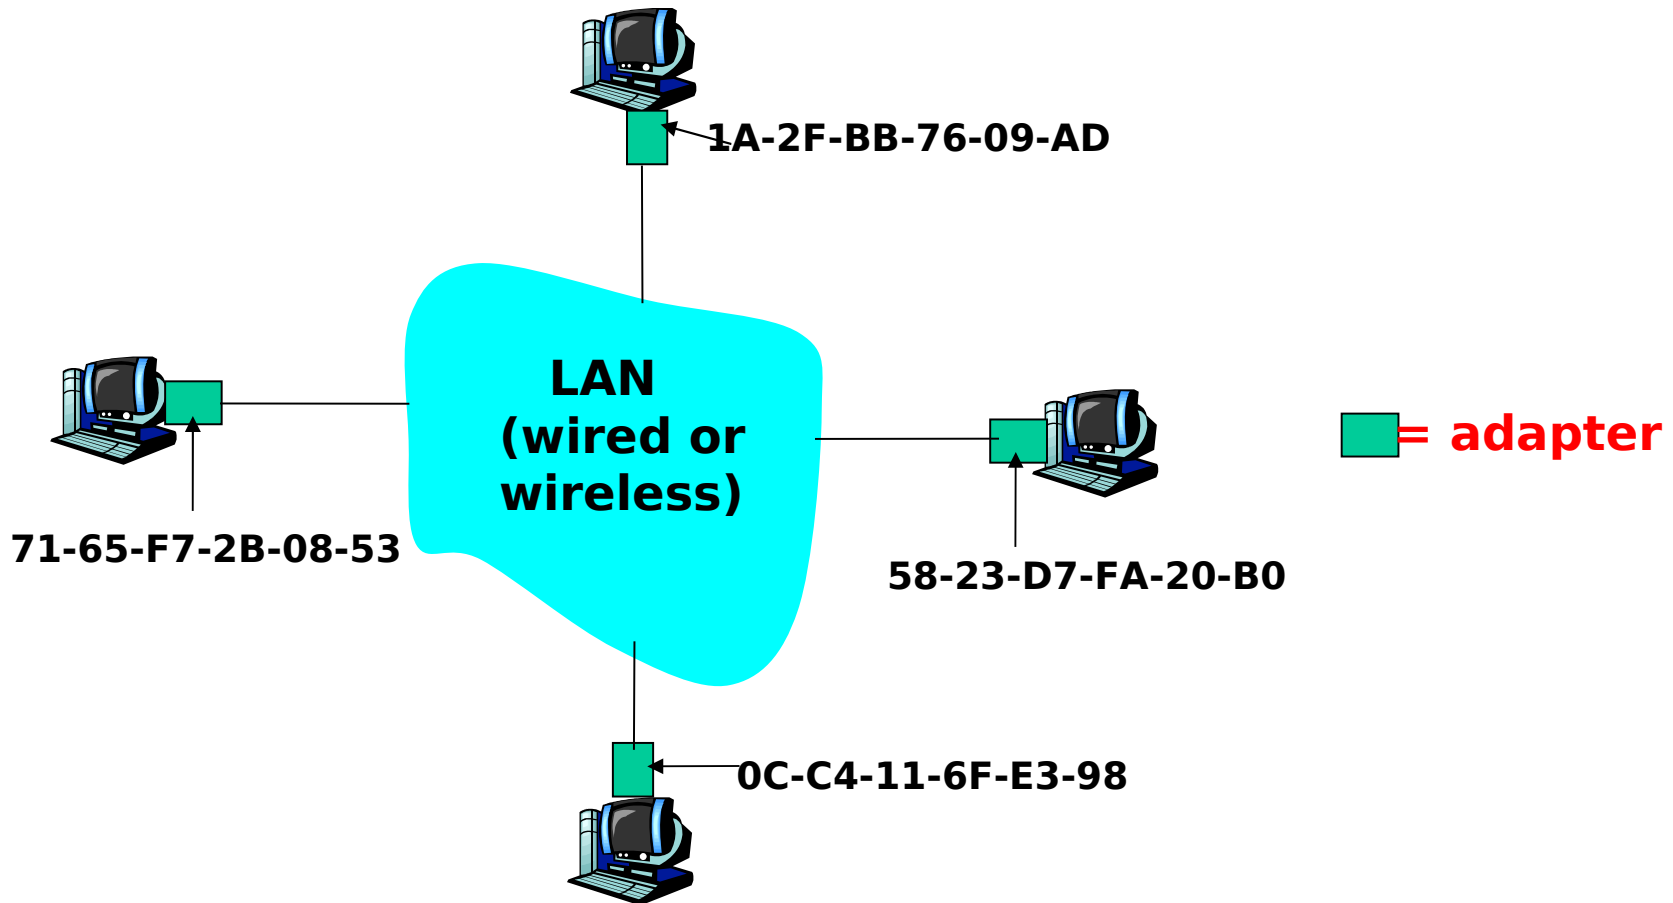 1A-2F-BB-76-09-AD
LAN
(wired or
wireless)
= adapter
71-65-F7-2B-08-53
58-23-D7-FA-20-B0
0C-C4-11-6F-E3-98